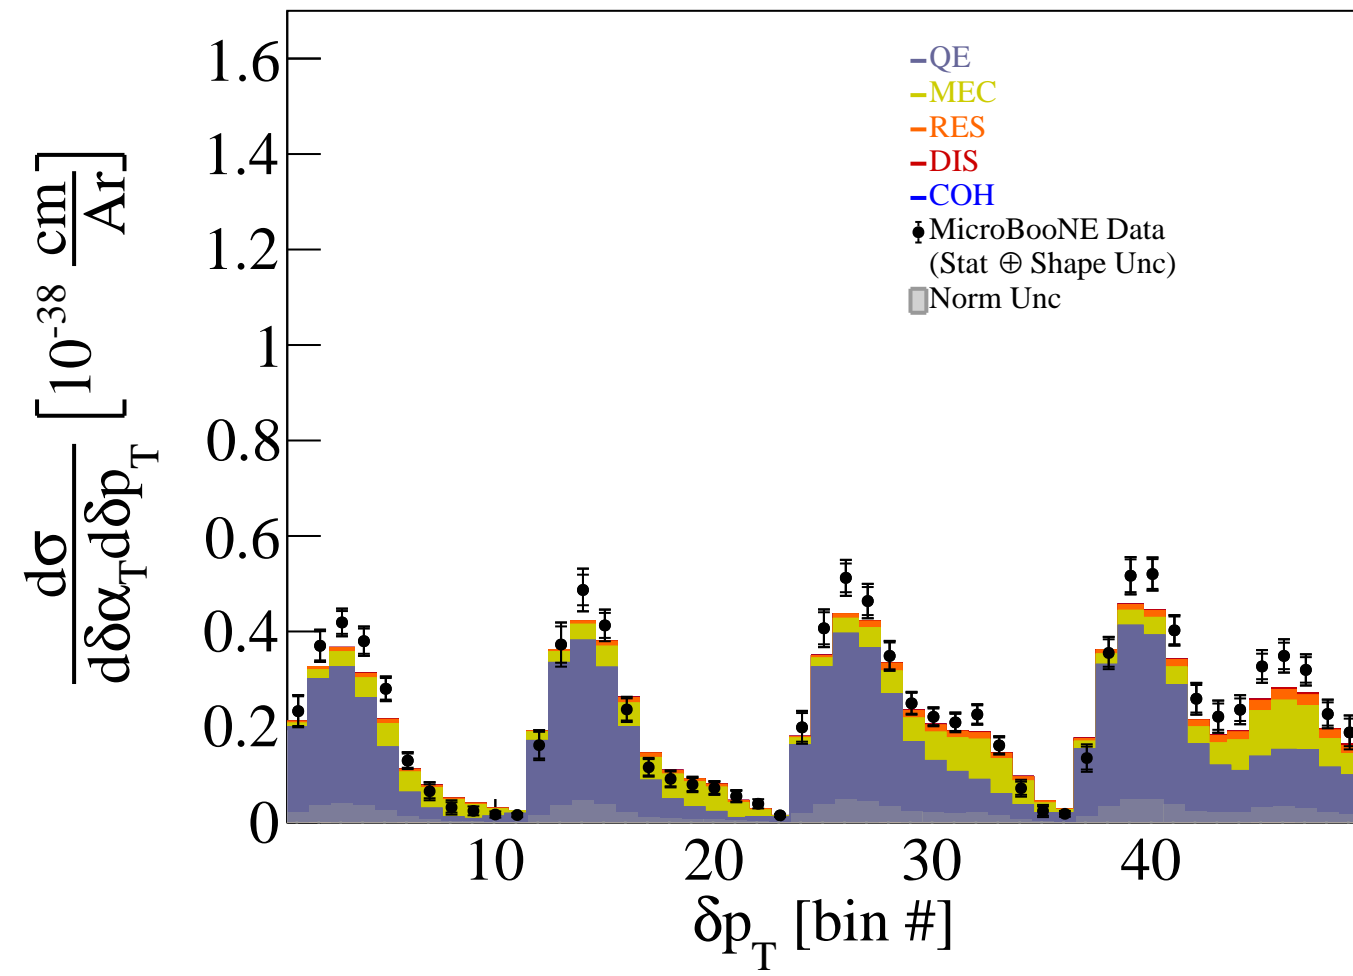 1.6
1.4
1.2
1
0.8
0.6
0.4
0.2
0
dσ
dδα_T dδp_T
[10^-38 cm
Ar]
QE
MEC
RES
DIS
COH
MicroBooNE Data
(Stat ⊕ Shape Unc)
Norm Unc
10 20 30 40
δp_T [bin #]